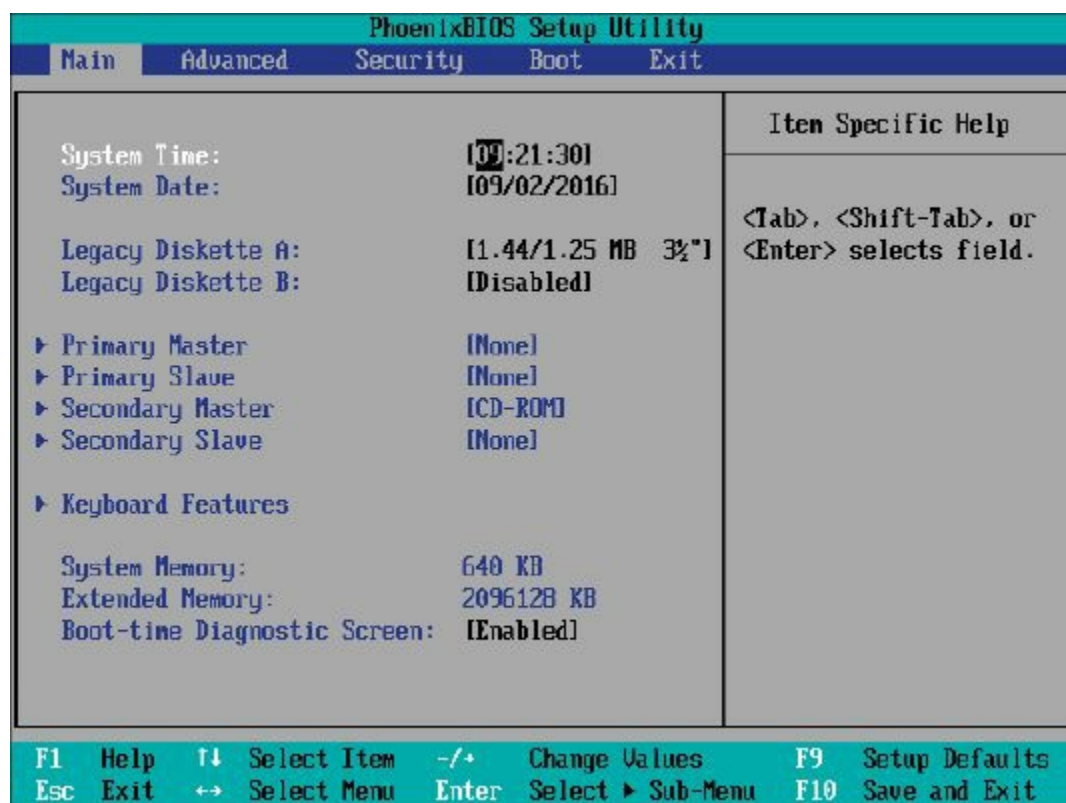 PhoenixBIOS Setup Utility
Main Advanced Security Boot Exit
Item Specific Help
System Time: [09:21:30]
System Date: [09/02/2016]
<Tab>, <Shift-Tab>, or
<Enter> selects field.
Legacy Diskette A: [1.44/1.25 MB 3½"]
Legacy Diskette B: [Disabled]
▶ Primary Master [None]
▶ Primary Slave [None]
▶ Secondary Master [CD-ROM]
▶ Secondary Slave [None]
▶ Keyboard Features
System Memory: 640 KB
Extended Memory: 2096128 KB
Boot-time Diagnostic Screen: [Enabled]
F1 Help ↑↓ Select Item -/+ Change Values F9 Setup Defaults
Esc Exit ↔ Select Menu Enter Select ▶ Sub-Menu F10 Save and Exit